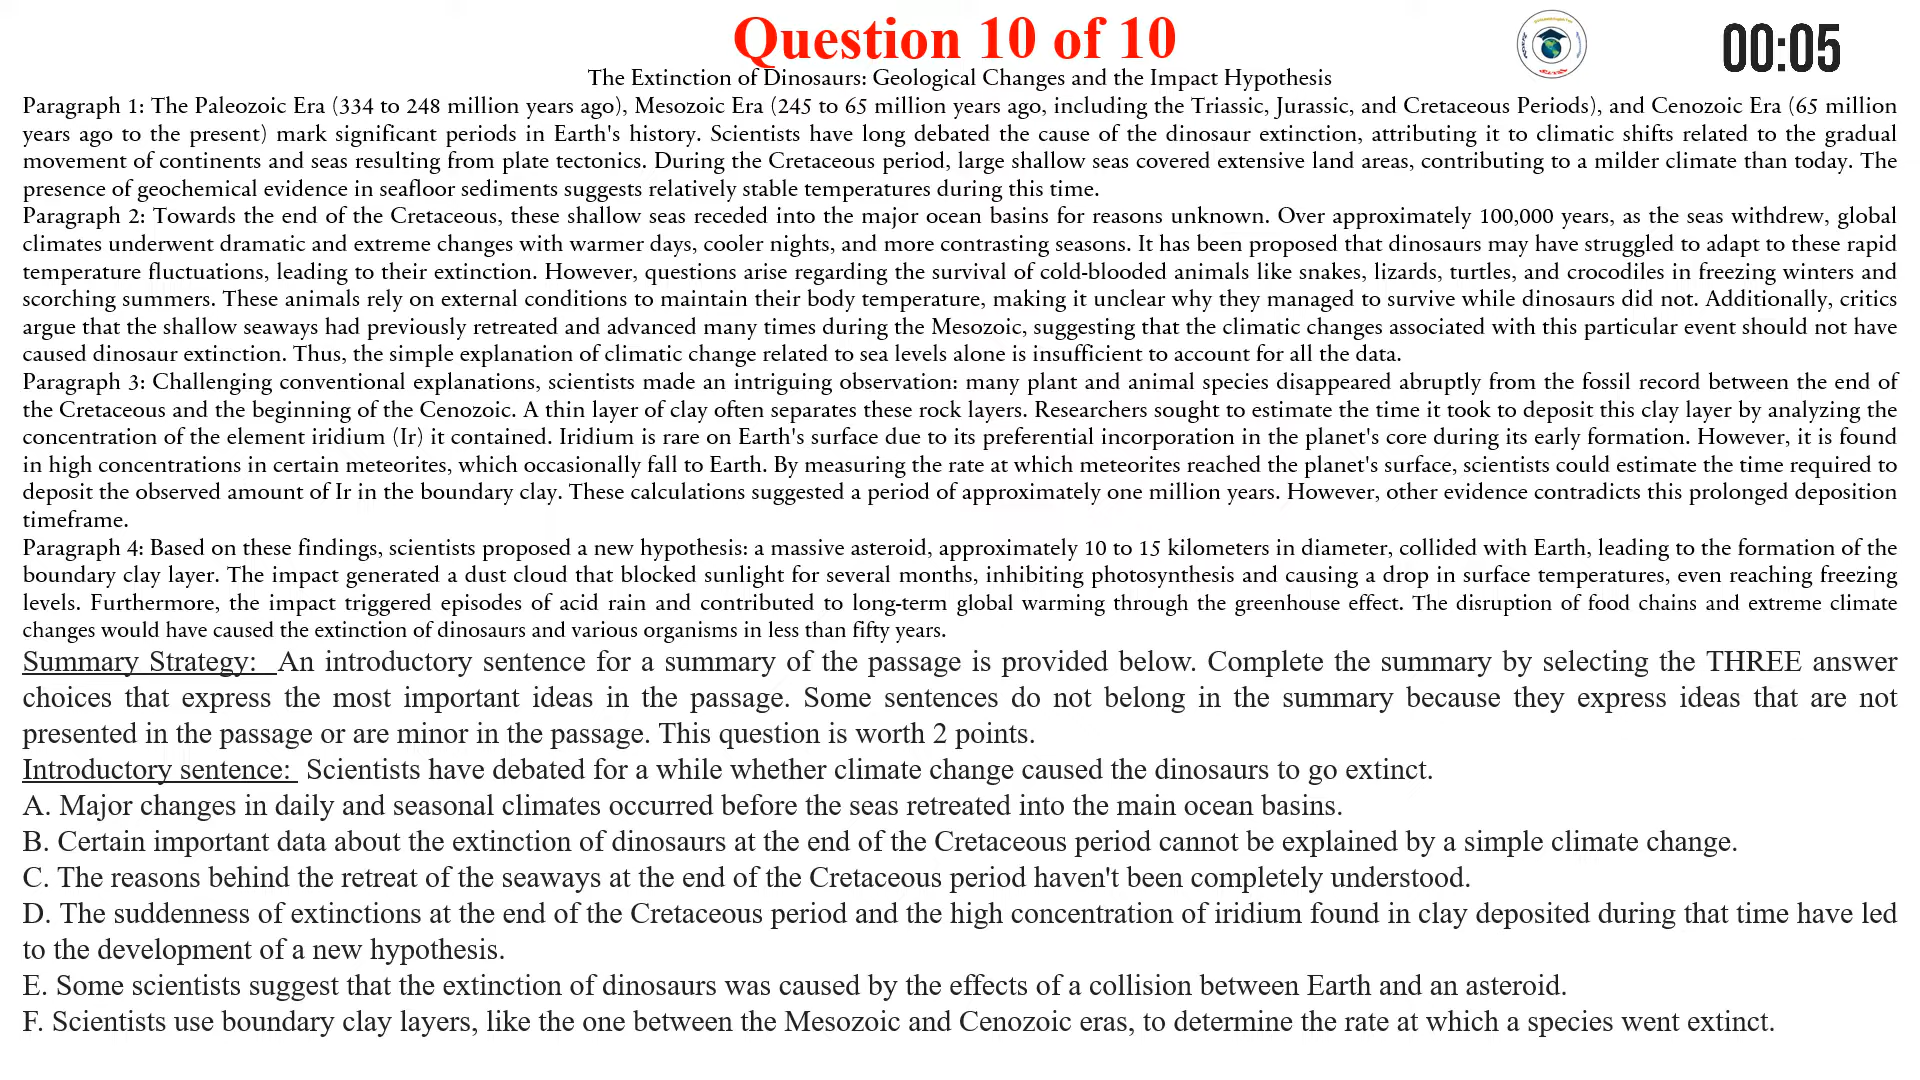 Question 10 of 10
00:05
The Extinction of Dinosaurs: Geological Changes and the Impact Hypothesis
Paragraph 1: The Paleozoic Era (334 to 248 million years ago), Mesozoic Era (245 to 65 million years ago, including the Triassic, Jurassic, and Cretaceous Periods), and Cenozoic Era (65 million
years ago to the present) mark significant periods in Earth's history. Scientists have long debated the cause of the dinosaur extinction, attributing it to climatic shifts related to the gradual
movement of continents and seas resulting from plate tectonics. During the Cretaceous period, large shallow seas covered extensive land areas, contributing to a milder climate than today. The
presence of geochemical evidence in seafloor sediments suggests relatively stable temperatures during this time.
Paragraph 2: Towards the end of the Cretaceous, these shallow seas receded into the major ocean basins for reasons unknown. Over approximately 100,000 years, as the seas withdrew, global
climates underwent dramatic and extreme changes with warmer days, cooler nights, and more contrasting seasons. It has been proposed that dinosaurs may have struggled to adapt to these rapid
temperature fluctuations, leading to their extinction. However, questions arise regarding the survival of cold-blooded animals like snakes, lizards, turtles, and crocodiles in freezing winters and
scorching summers. These animals rely on external conditions to maintain their body temperature, making it unclear why they managed to survive while dinosaurs did not. Additionally, critics
argue that the shallow seaways had previously retreated and advanced many times during the Mesozoic, suggesting that the climatic changes associated with this particular event should not have
caused dinosaur extinction. Thus, the simple explanation of climatic change related to sea levels alone is insufficient to account for all the data.
Paragraph 3: Challenging conventional explanations, scientists made an intriguing observation: many plant and animal species disappeared abruptly from the fossil record between the end of
the Cretaceous and the beginning of the Cenozoic. A thin layer of clay often separates these rock layers. Researchers sought to estimate the time it took to deposit this clay layer by analyzing the
concentration of the element iridium (Ir) it contained. Iridium is rare on Earth's surface due to its preferential incorporation in the planet's core during its early formation. However, it is found
in high concentrations in certain meteorites, which occasionally fall to Earth. By measuring the rate at which meteorites reached the planet's surface, scientists could estimate the time required to
deposit the observed amount of Ir in the boundary clay. These calculations suggested a period of approximately one million years. However, other evidence contradicts this prolonged deposition
timeframe.
Paragraph 4: Based on these findings, scientists proposed a new hypothesis: a massive asteroid, approximately 10 to 15 kilometers in diameter, collided with Earth, leading to the formation of the
boundary clay layer. The impact generated a dust cloud that blocked sunlight for several months, inhibiting photosynthesis and causing a drop in surface temperatures, even reaching freezing
levels. Furthermore, the impact triggered episodes of acid rain and contributed to long-term global warming through the greenhouse effect. The disruption of food chains and extreme climate
changes would have caused the extinction of dinosaurs and various organisms in less than fifty years.
Summary Strategy: An introductory sentence for a summary of the passage is provided below. Complete the summary by selecting the THREE answer
choices that express the most important ideas in the passage. Some sentences do not belong in the summary because they express ideas that are not
presented in the passage or are minor in the passage. This question is worth 2 points.
Introductory sentence: Scientists have debated for a while whether climate change caused the dinosaurs to go extinct.
A. Major changes in daily and seasonal climates occurred before the seas retreated into the main ocean basins.
B. Certain important data about the extinction of dinosaurs at the end of the Cretaceous period cannot be explained by a simple climate change.
C. The reasons behind the retreat of the seaways at the end of the Cretaceous period haven't been completely understood.
D. The suddenness of extinctions at the end of the Cretaceous period and the high concentration of iridium found in clay deposited during that time have led
to the development of a new hypothesis.
E. Some scientists suggest that the extinction of dinosaurs was caused by the effects of a collision between Earth and an asteroid.
F. Scientists use boundary clay layers, like the one between the Mesozoic and Cenozoic eras, to determine the rate at which a species went extinct.